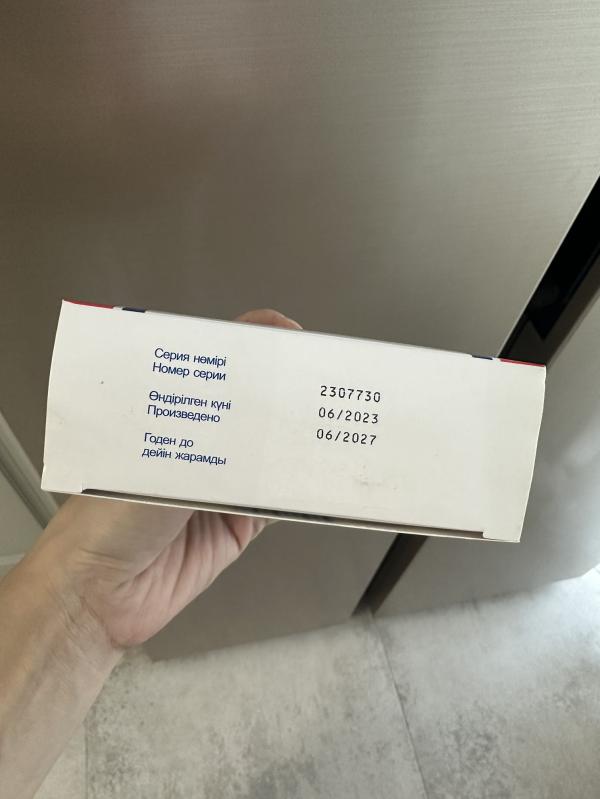 Серия нөмірі
Номер серии
2307730
Өндірілген күні
Произведено
06/2023
Годен до
дейін жарамды
06/2027